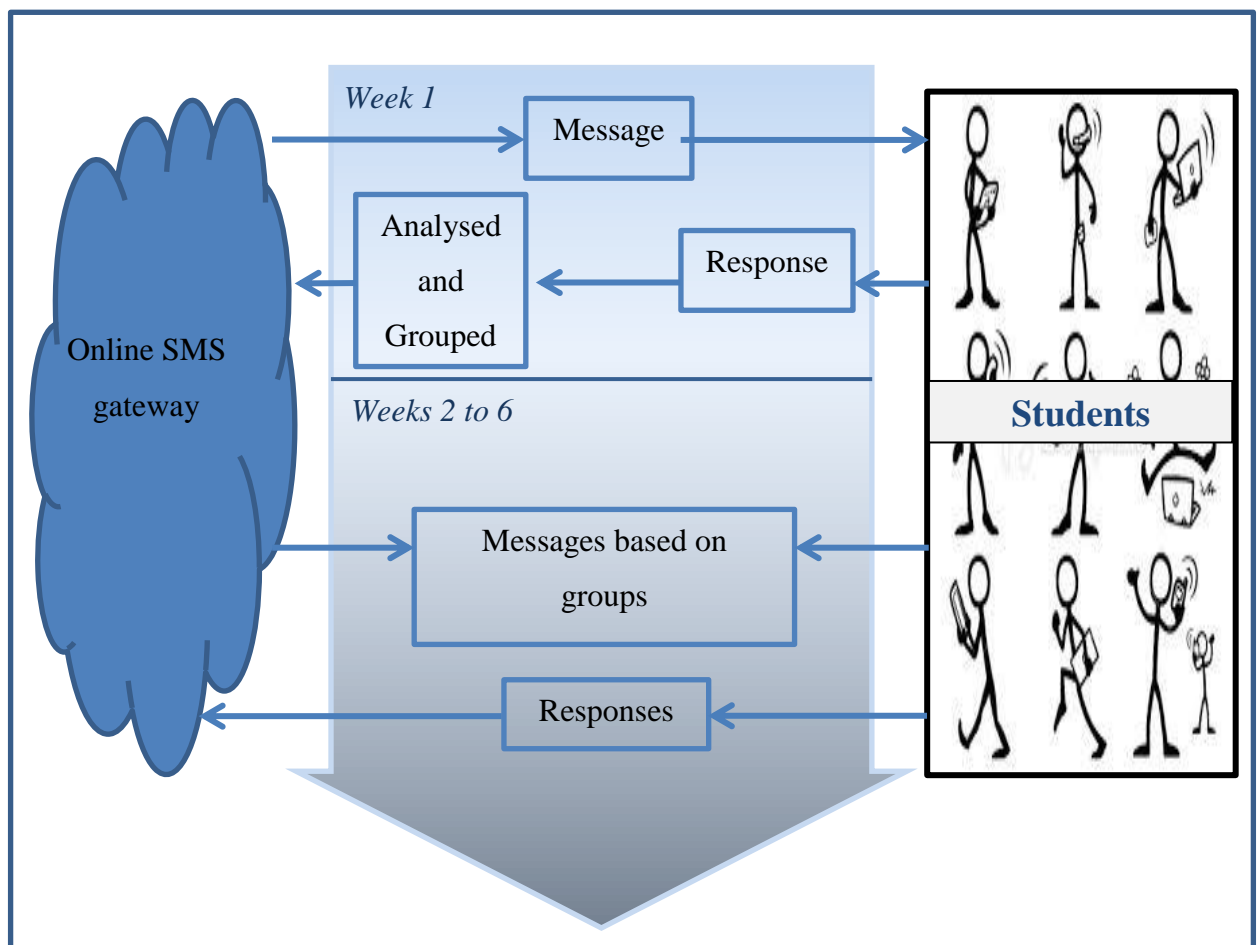 Week 1
Message
Analysed
and
Grouped
Response
Online SMS
gateway
Students
Weeks 2 to 6
Messages based on
groups
Responses